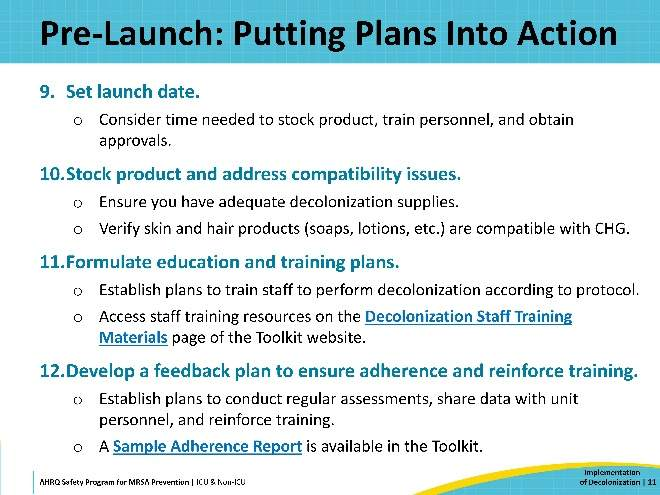 Pre-Launch: Putting Plans Into Action
9. Set launch date.
o Consider time needed to stock product, train personnel, and obtain
approvals.
10.Stock product and address compatibility issues.
o Ensure you have adequate decolonization supplies.
o Verify skin and hair products (soaps, lotions, etc.) are compatible with CHG.
11.Formulate education and training plans.
o Establish plans to train staff to perform decolonization according to protocol.
o Access staff training resources on the Decolonization Staff Training
Materials page of the Toolkit website.
12.Develop a feedback plan to ensure adherence and reinforce training.
o Establish plans to conduct regular assessments, share data with unit
personnel, and reinforce training.
o A Sample Adherence Report is available in the Toolkit.
AHRQ Safety Program for MRSA Prevention | ICU & Non-ICU
Implementation
of Decolonization | 11